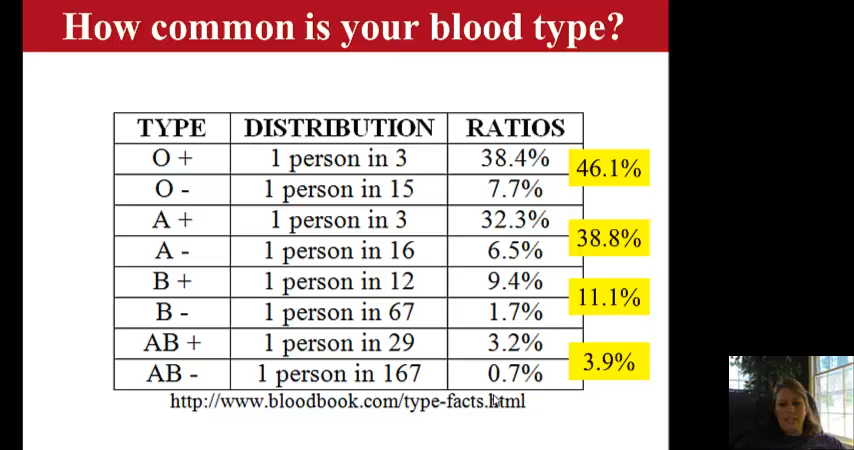 How common is your blood type?
TYPE DISTRIBUTION RATIOS
O + 1 person in 3 38.4%
46.1%
O - 1 person in 15 7.7%
A + 1 person in 3 32.3%
38.8%
A - 1 person in 16 6.5%
B + 1 person in 12 9.4%
11.1%
B - 1 person in 67 1.7%
AB + 1 person in 29 3.2%
3.9%
AB - 1 person in 167 0.7%
http://www.bloodbook.com/type-facts.html